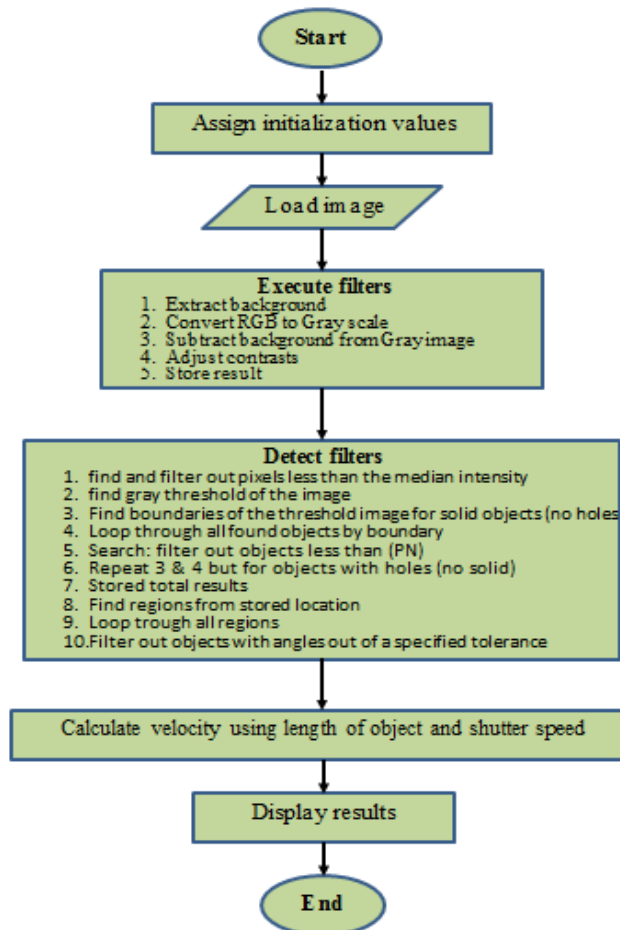 Start
Assign initialization values
Load image
Execute filters
1. Extract background
2. Convert RGB to Gray scale
3. Subtract background from Gray image
4. Adjust contrasts
5. Store result
Detect filters
1. find and filter out pixels less than the median intensity
2. find gray threshold of the image
3. Find boundaries of the threshold image for solid objects (no holes
4. Loop through all found objects by boundary
5. Search: filter out objects less than (PN)
6. Repeat 3 & 4 but for objects with holes (no solid)
7. Stored total results
8. Find regions from stored location
9. Loop trough all regions
10.Filter out objects with angles out of a specified tolerance
Calculate velocity using length of object and shutter speed
Display results
End